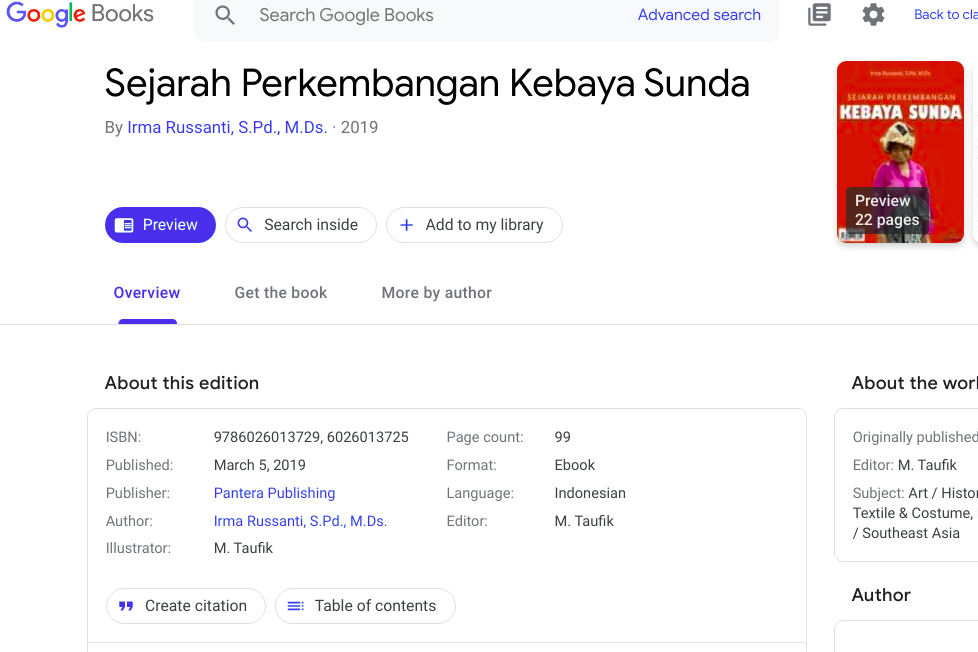 Google Books
Search Google Books
Advanced search
Back to cla
Sejarah Perkembangan Kebaya Sunda
By Irma Russanti, S.Pd., M.Ds. · 2019
Irma Russanti, S.Pd, M.Ds
SEJARAH PERKEMBANGAN
KEBAYA SUNDA
Preview
22 pages
Preview
Search inside
Add to my library
Overview
Get the book
More by author
About this edition
ISBN: 9786026013729, 6026013725
Page count: 99
Published: March 5, 2019
Format: Ebook
Publisher: Pantera Publishing
Language: Indonesian
Author: Irma Russanti, S.Pd., M.Ds.
Editor: M. Taufik
Illustrator: M. Taufik
Create citation
Table of contents
About the worl
Originally published
Editor: M. Taufik
Subject: Art / Histor
Textile & Costume,
/ Southeast Asia
Author